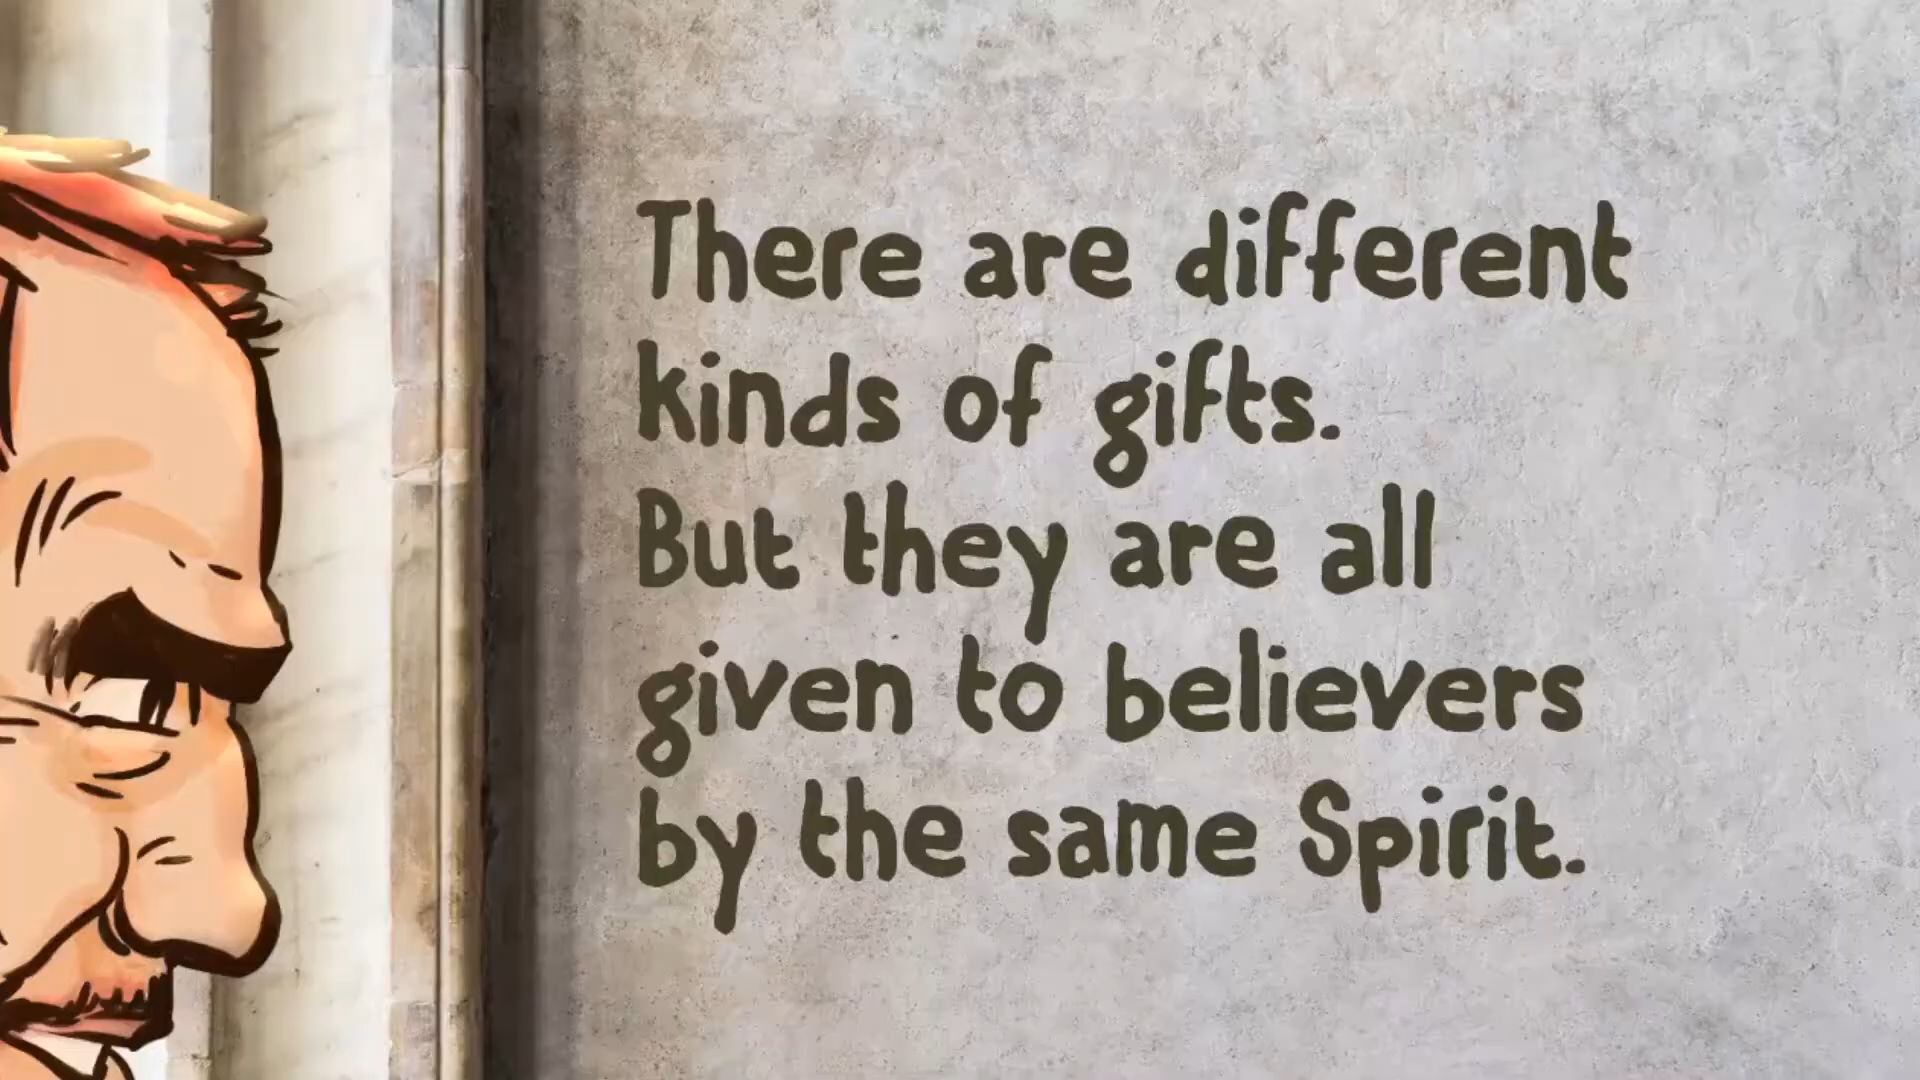 There are different
kinds of gifts.
But they are all
given to believers
by the same Spirit.